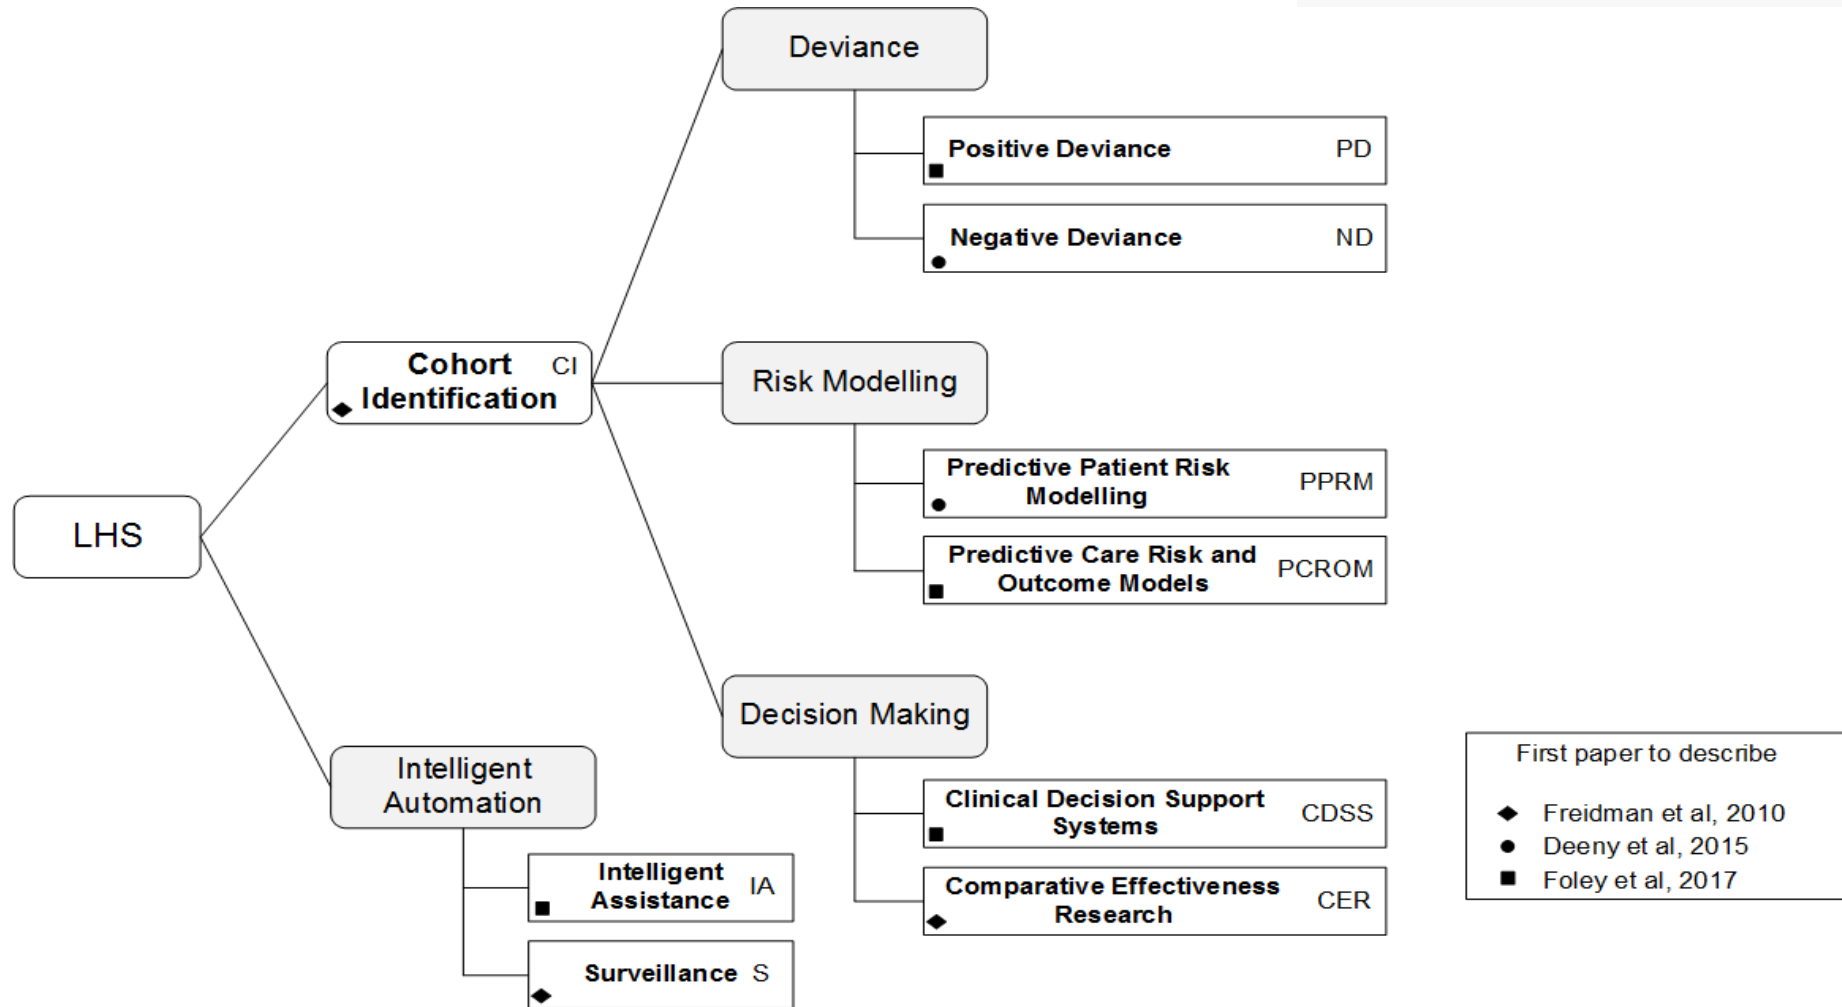 Deviance
Positive Deviance PD
Negative Deviance ND
Cohort CI
Identification
Risk Modelling
Predictive Patient Risk
Modelling PPRM
Predictive Care Risk and
Outcome Models PCROM
LHS
Decision Making
Clinical Decision Support
Systems CDSS
Comparative Effectiveness
Research CER
Intelligent
Automation
Intelligent
Assistance IA
Surveillance S
First paper to describe
Freidman et al, 2010
Deeny et al, 2015
Foley et al, 2017